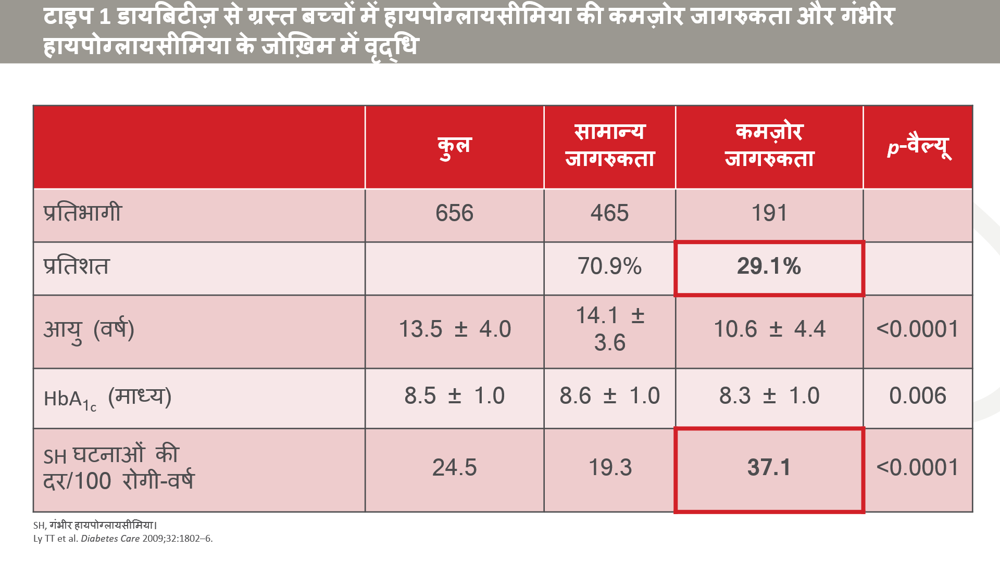 टाइप 1 डायबिटीज़ से ग्रस्त बच्चों में हायपोग्लायसीमिया की कमज़ोर जागरुकता और गंभीर
हायपोग्लायसीमिया के जोख़िम में वृद्धि
कुल
सामान्य
जागरुकता
कमज़ोर
जागरुकता
p-वैल्यू
प्रतिभागी 656 465 191
प्रतिशत 70.9% 29.1%
आयु (वर्ष) 13.5 ± 4.0 14.1 ±
3.6 10.6 ± 4.4 <0.0001
HbA1c (माध्य) 8.5 ± 1.0 8.6 ± 1.0 8.3 ± 1.0 0.006
SH घटनाओं की
दर/100 रोगी-वर्ष 24.5 19.3 37.1 <0.0001
SH, गंभीर हायपोग्लायसीमिया।
Ly TT et al. Diabetes Care 2009;32:1802–6.